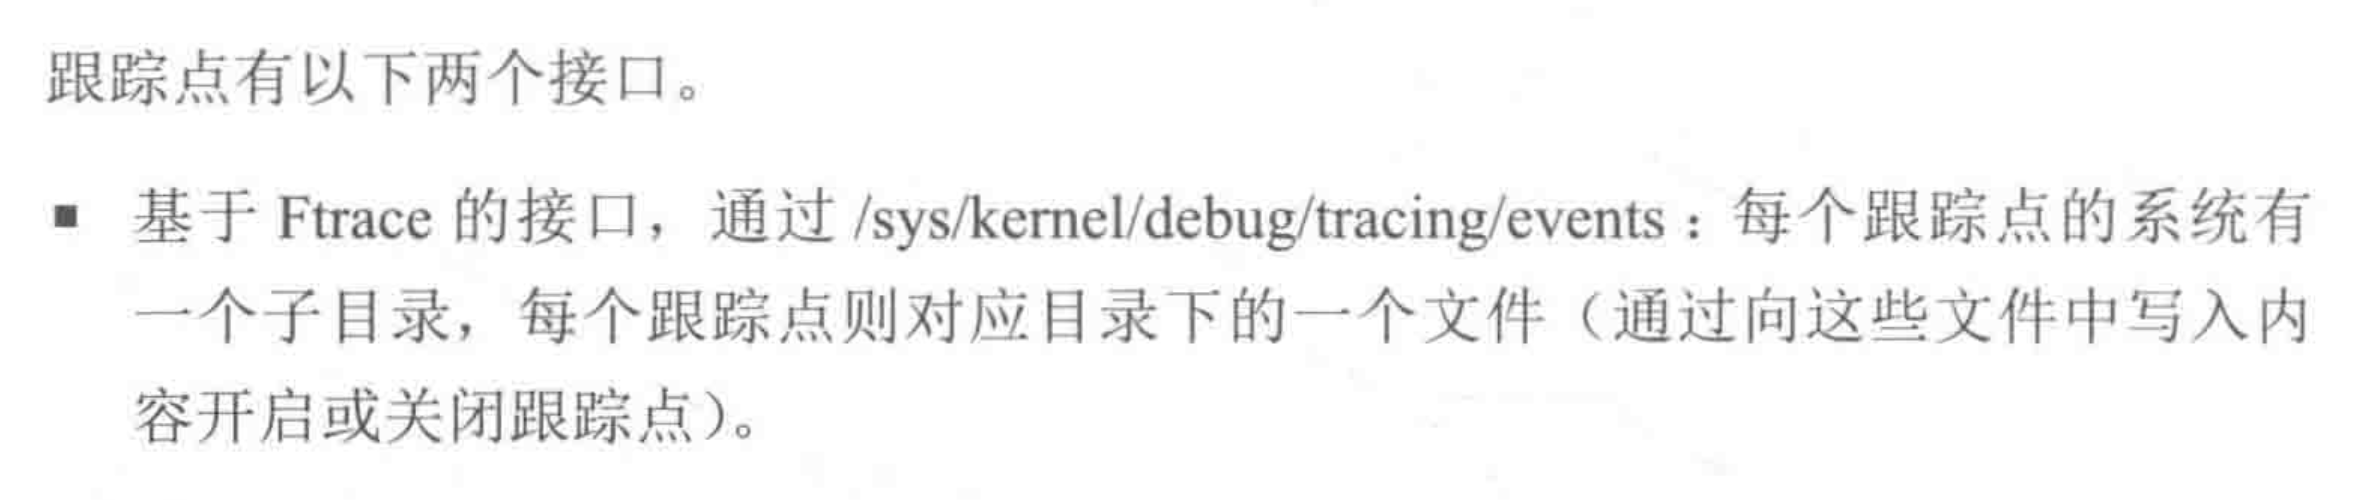 跟踪点有以下两个接口。
▪ 基于 Ftrace 的接口，通过 /sys/kernel/debug/tracing/events：每个跟踪点的系统有
一个子目录，每个跟踪点则对应目录下的一个文件（通过向这些文件中写入内
容开启或关闭跟踪点）。